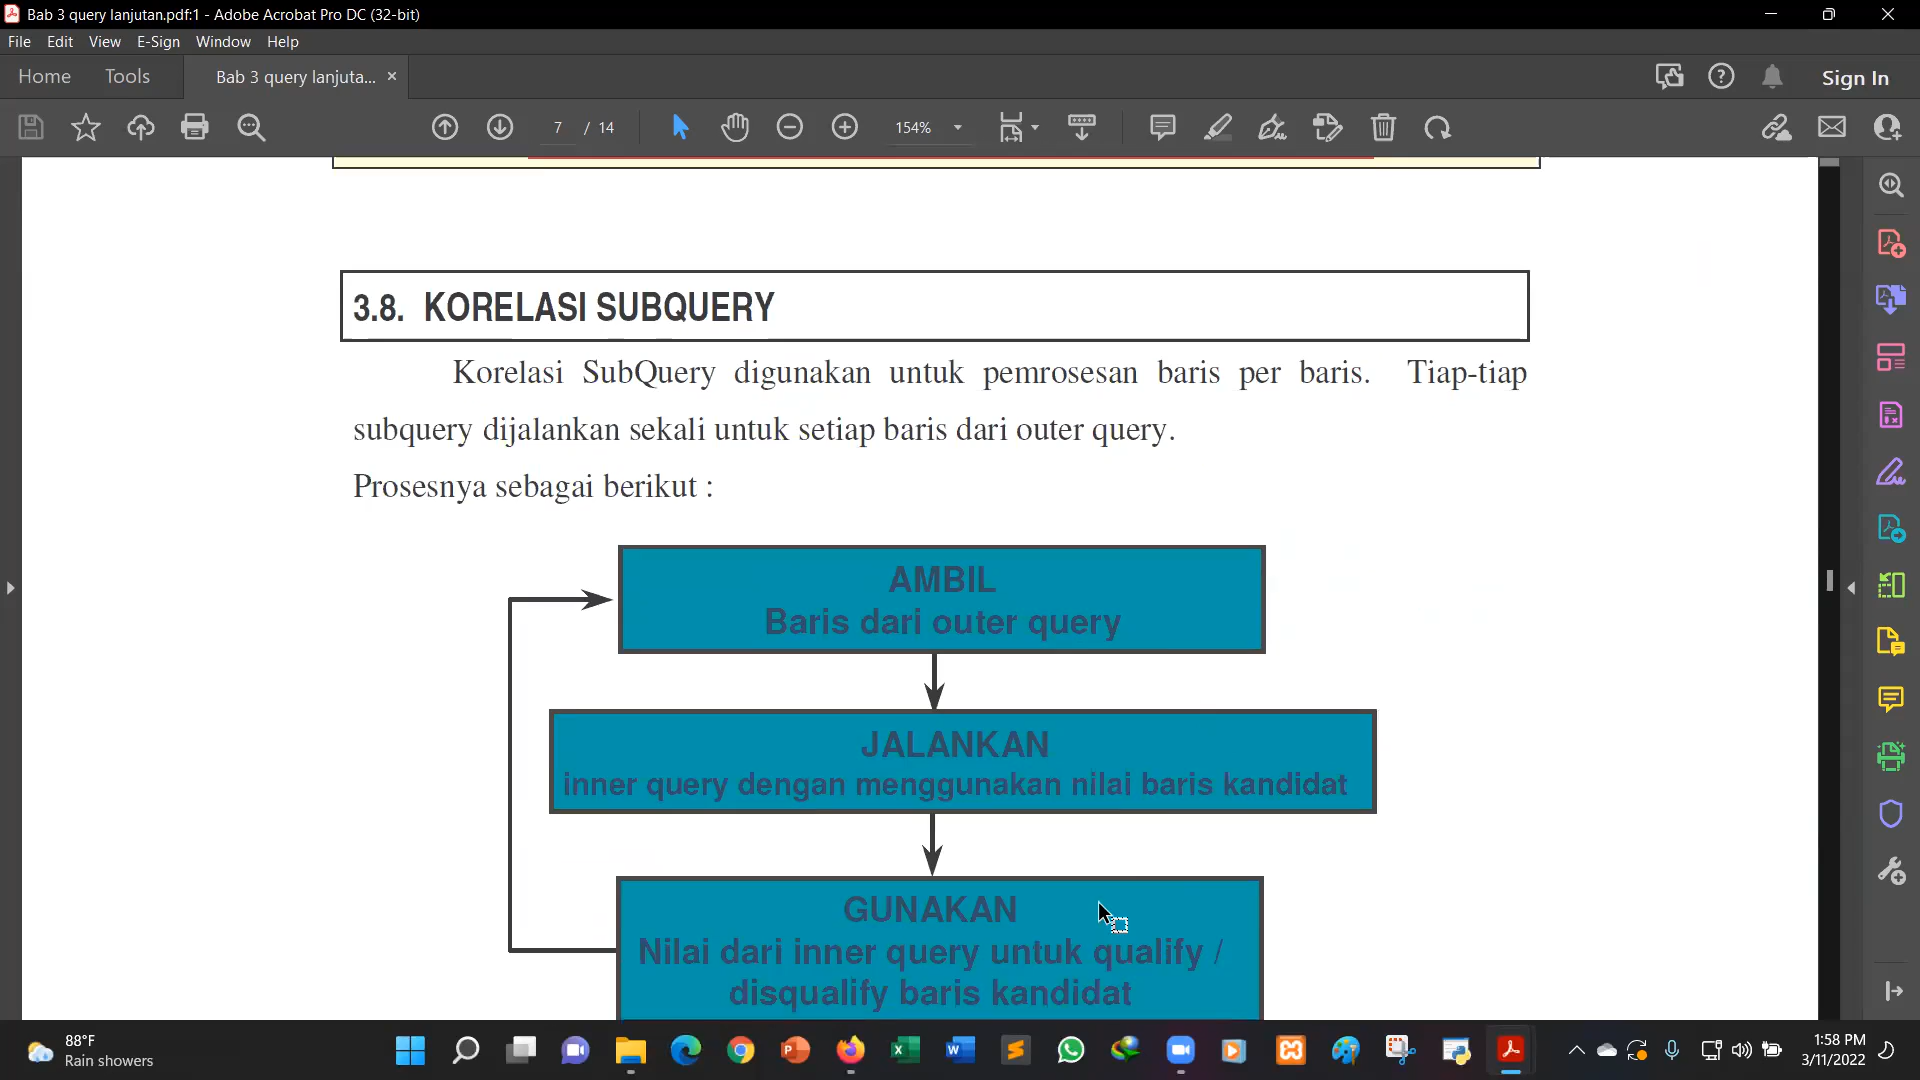 Bab 3 query lanjutan.pdf:1 - Adobe Acrobat Pro DC (32-bit)
File Edit View E-Sign Window Help
Home Tools Bab 3 query lanjuta... × Sign In
7 / 14 154%
3.8. KORELASI SUBQUERY
Korelasi SubQuery digunakan untuk pemrosesan baris per baris. Tiap-tiap
subquery dijalankan sekali untuk setiap baris dari outer query.
Prosesnya sebagai berikut :
AMBIL
Baris dari outer query
JALANKAN
inner query dengan menggunakan nilai baris kandidat
GUNAKAN
Nilai dari inner query untuk qualify /
disqualify baris kandidat
88°F
Rain showers
1:58 PM
3/11/2022